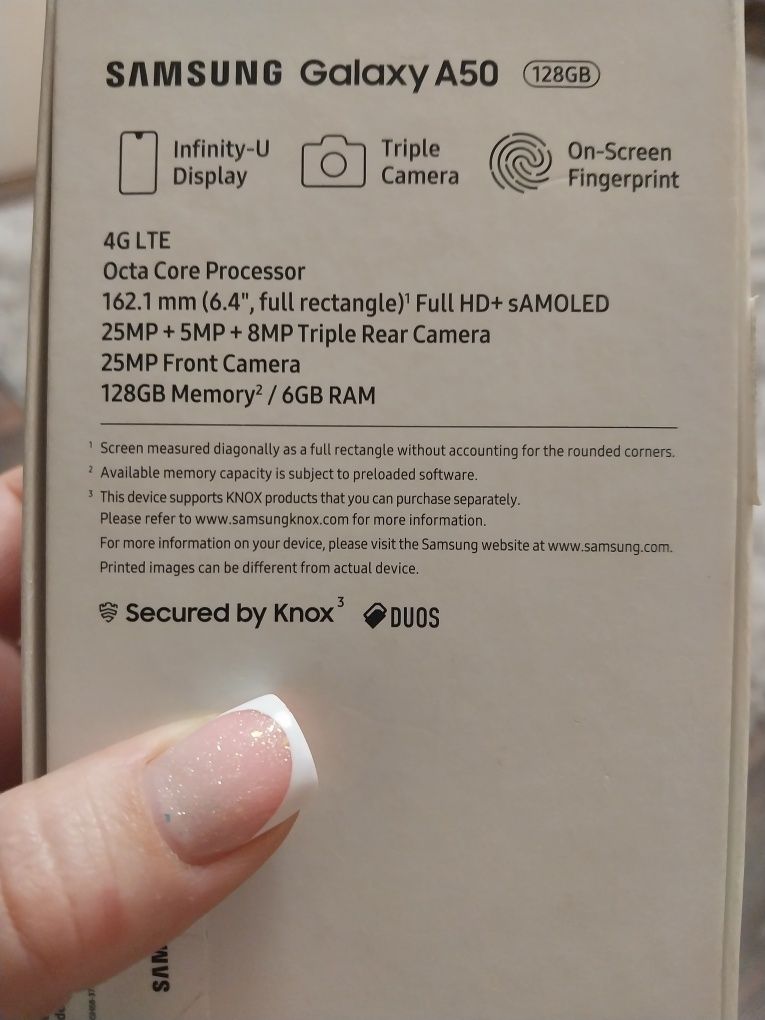 SAMSUNG Galaxy A50 128GB
Infinity-U
Display
Triple
Camera
On-Screen
Fingerprint
4G LTE
Octa Core Processor
162.1 mm (6.4", full rectangle)¹ Full HD+ sAMOLED
25MP + 5MP + 8MP Triple Rear Camera
25MP Front Camera
128GB Memory² / 6GB RAM
¹ Screen measured diagonally as a full rectangle without accounting for the rounded corners.
² Available memory capacity is subject to preloaded software.
³ This device supports KNOX products that you can purchase separately.
Please refer to www.samsungknox.com for more information.
For more information on your device, please visit the Samsung website at www.samsung.com.
Printed images can be different from actual device.
Secured by Knox³ DUOS
SAM